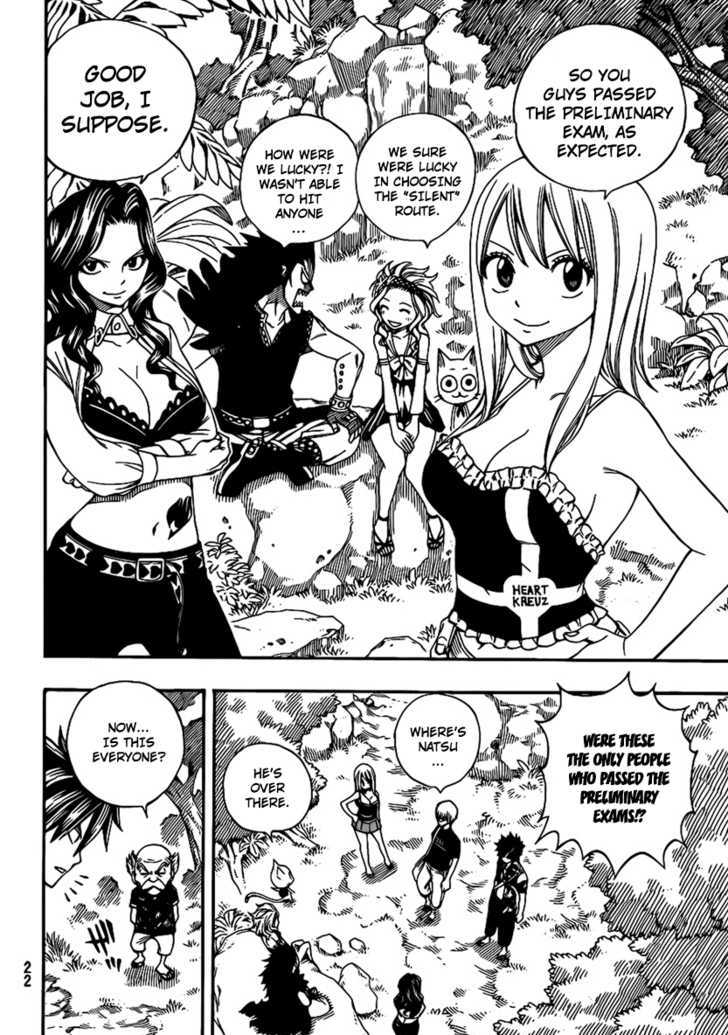 SO YOU
GUYS PASSED
THE PRELIMINARY
EXAM, AS
EXPECTED.
WE SURE
WERE LUCKY
IN CHOOSING
THE "SILENT"
ROUTE.
HOW WERE
WE LUCKY?! I
WASN'T ABLE
TO HIT
ANYONE
...
GOOD
JOB, I
SUPPOSE.
HEART
KREUZ
WERE THESE
THE ONLY PEOPLE
WHO PASSED THE
PRELIMINARY
EXAMS!?
WHERE'S
NATSU
...
HE'S
OVER
THERE.
NOW...
IS THIS
EVERYONE?
22